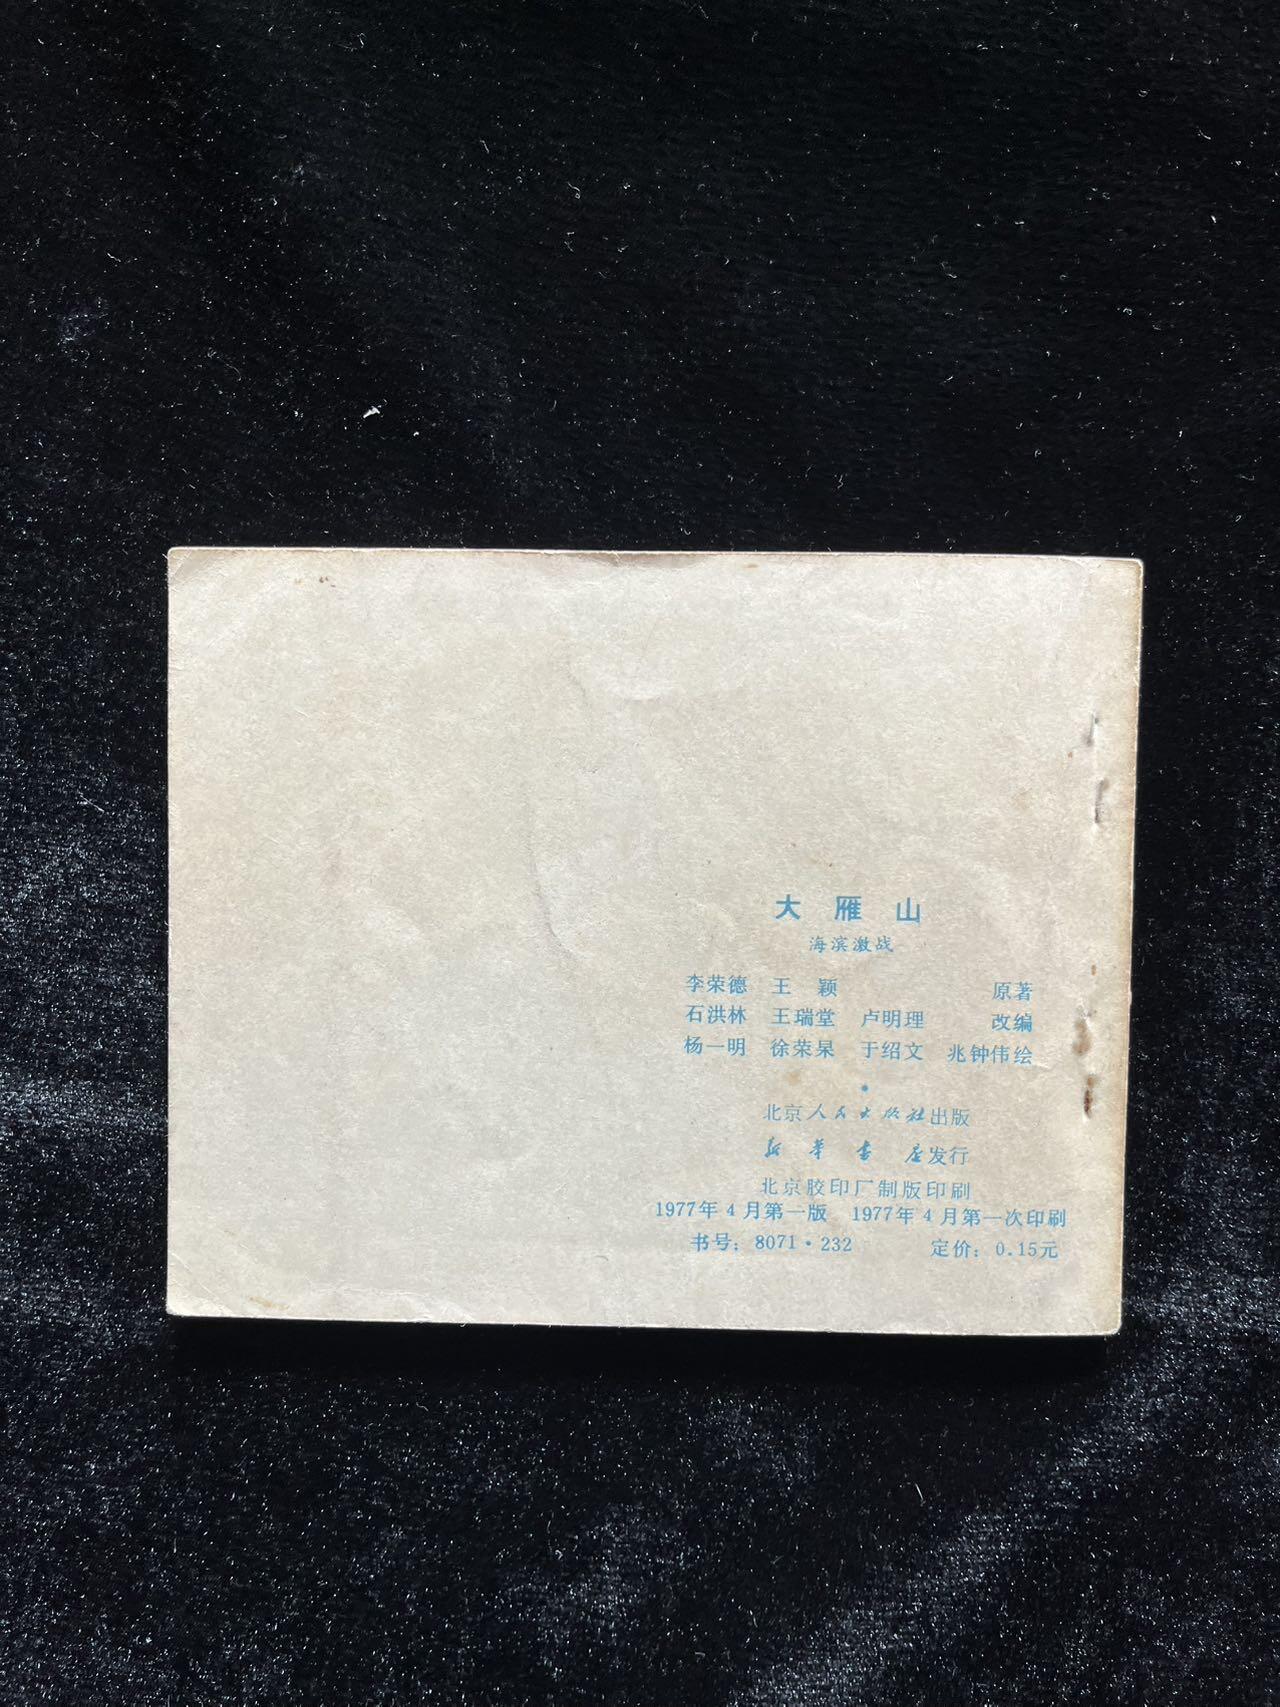 大雁山
海滨激战
李荣德 王颖 原著
石洪林 王瑞堂 卢明理 改编
杨一明 徐荣杲 于绍文 兆钟伟绘
北京人民出版社出版
新华书店发行
北京胶印厂制版印刷
1977年4月第一版 1977年4月第一次印刷
书号：8071·232 定价：0.15元